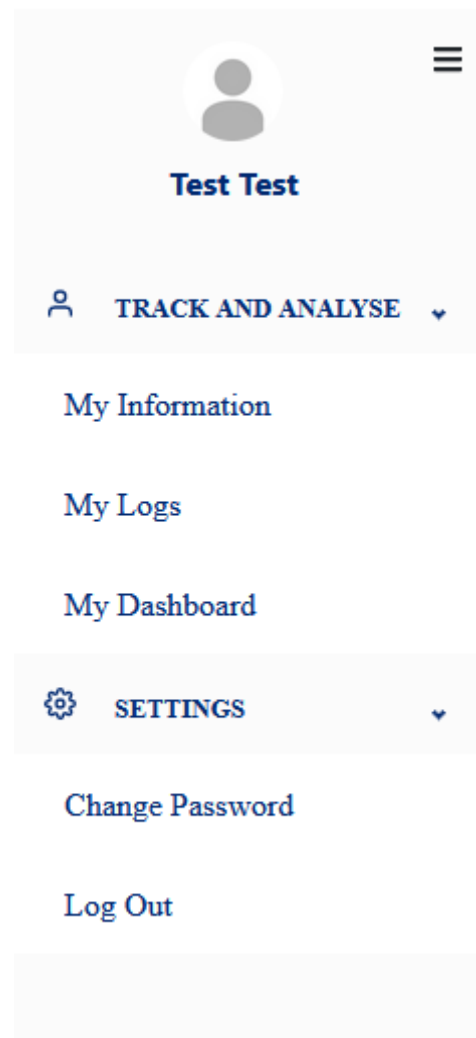 Test Test
TRACK AND ANALYSE
My Information
My Logs
My Dashboard
SETTINGS
Change Password
Log Out